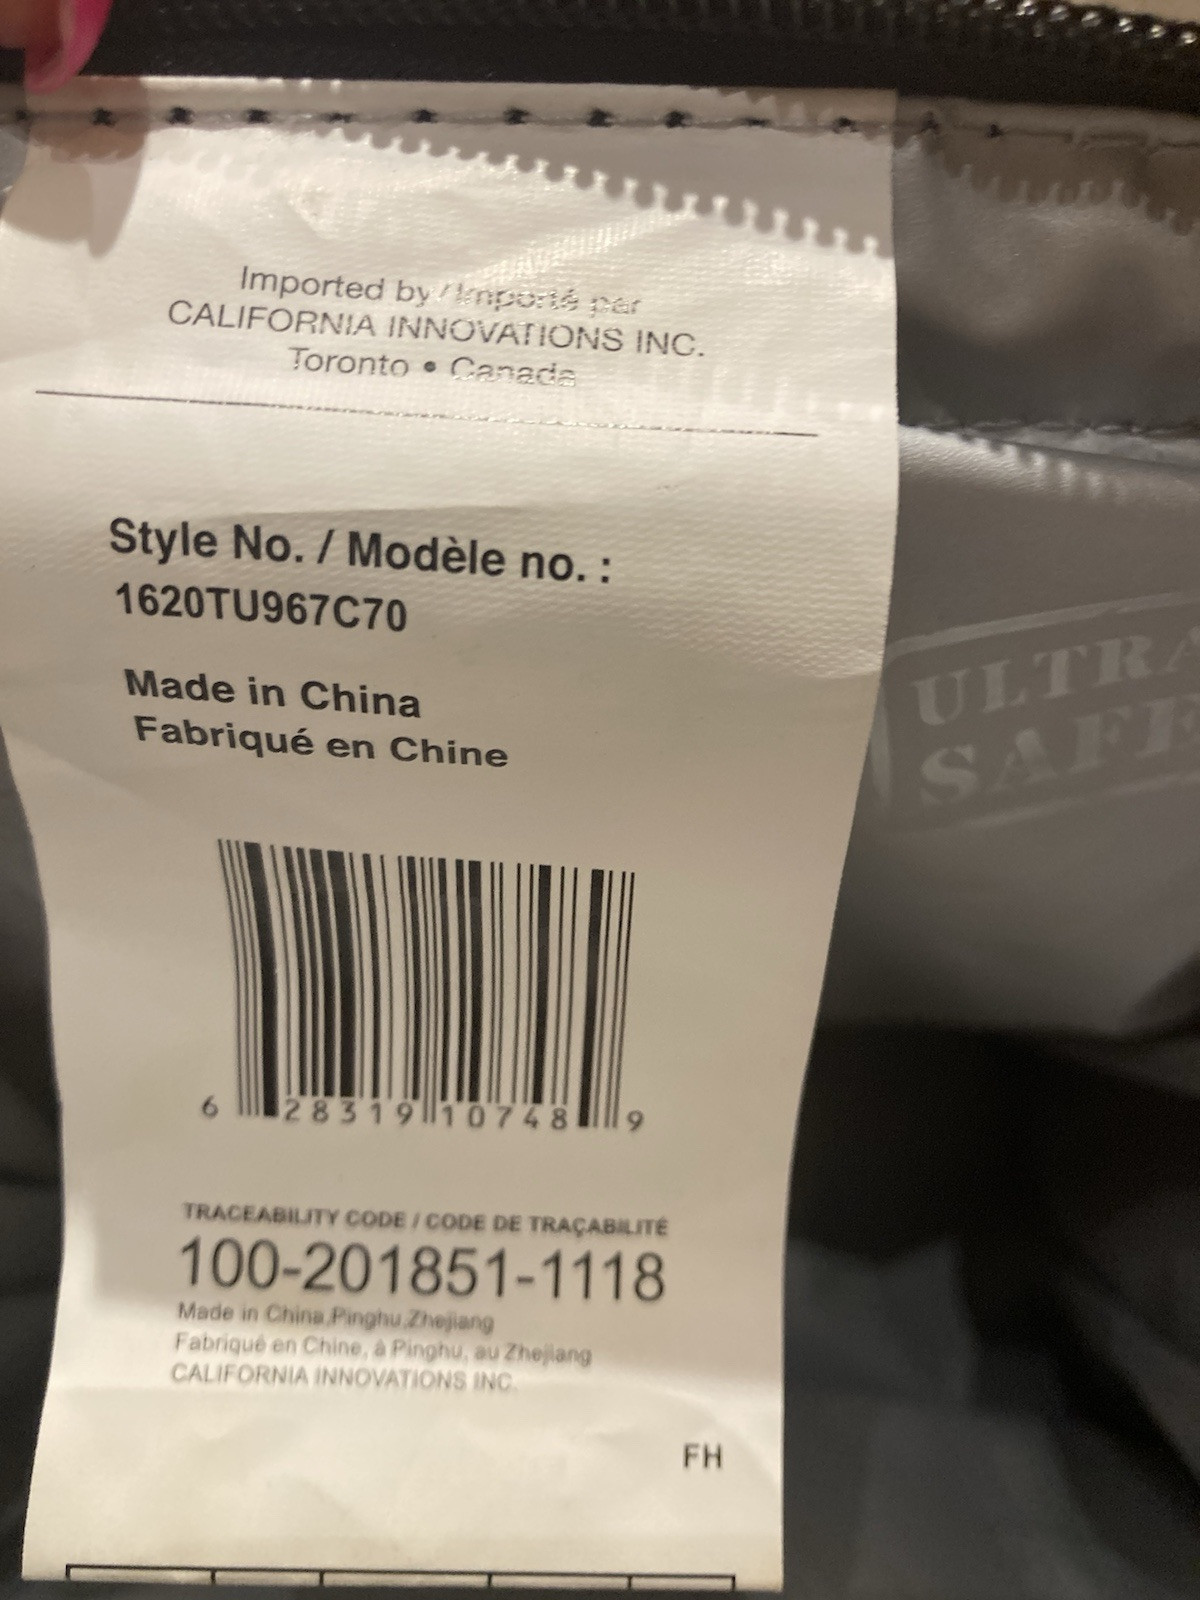 Imported by / Importé par
CALIFORNIA INNOVATIONS INC.
Toronto • Canada
Style No. / Modèle no. :
1620TU967C70
Made in China
Fabriqué en Chine
6 28319 10748 9
TRACEABILITY CODE / CODE DE TRAÇABILITÉ
100-201851-1118
Made in China,Pinghu,Zhejiang
Fabriqué en Chine, à Pinghu, au Zhejiang
CALIFORNIA INNOVATIONS INC.
FH
ULTRA
SAFE